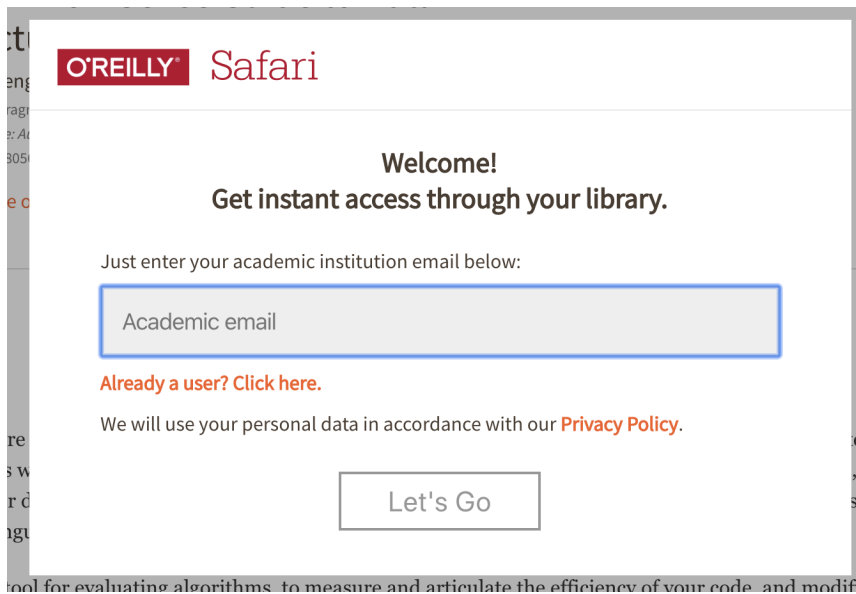 O'REILLY® Safari
Welcome!
Get instant access through your library.
Just enter your academic institution email below:
Academic email
Already a user? Click here.
We will use your personal data in accordance with our Privacy Policy.
Let's Go
tool for evaluating algorithms, to measure and articulate the efficiency of your code, and modif